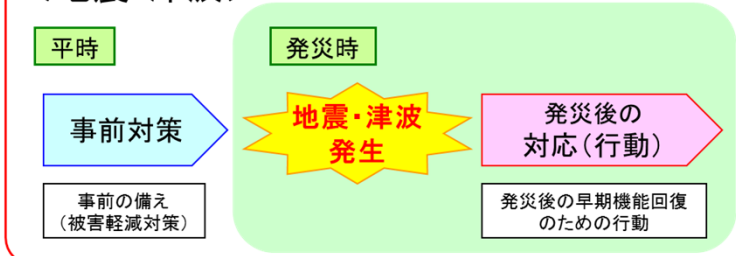 平時
発災時
事前対策
地震・津波
発生
発災後の
対応(行動)
事前の備え
(被害軽減対策)
発災後の早期機能回復
のための行動